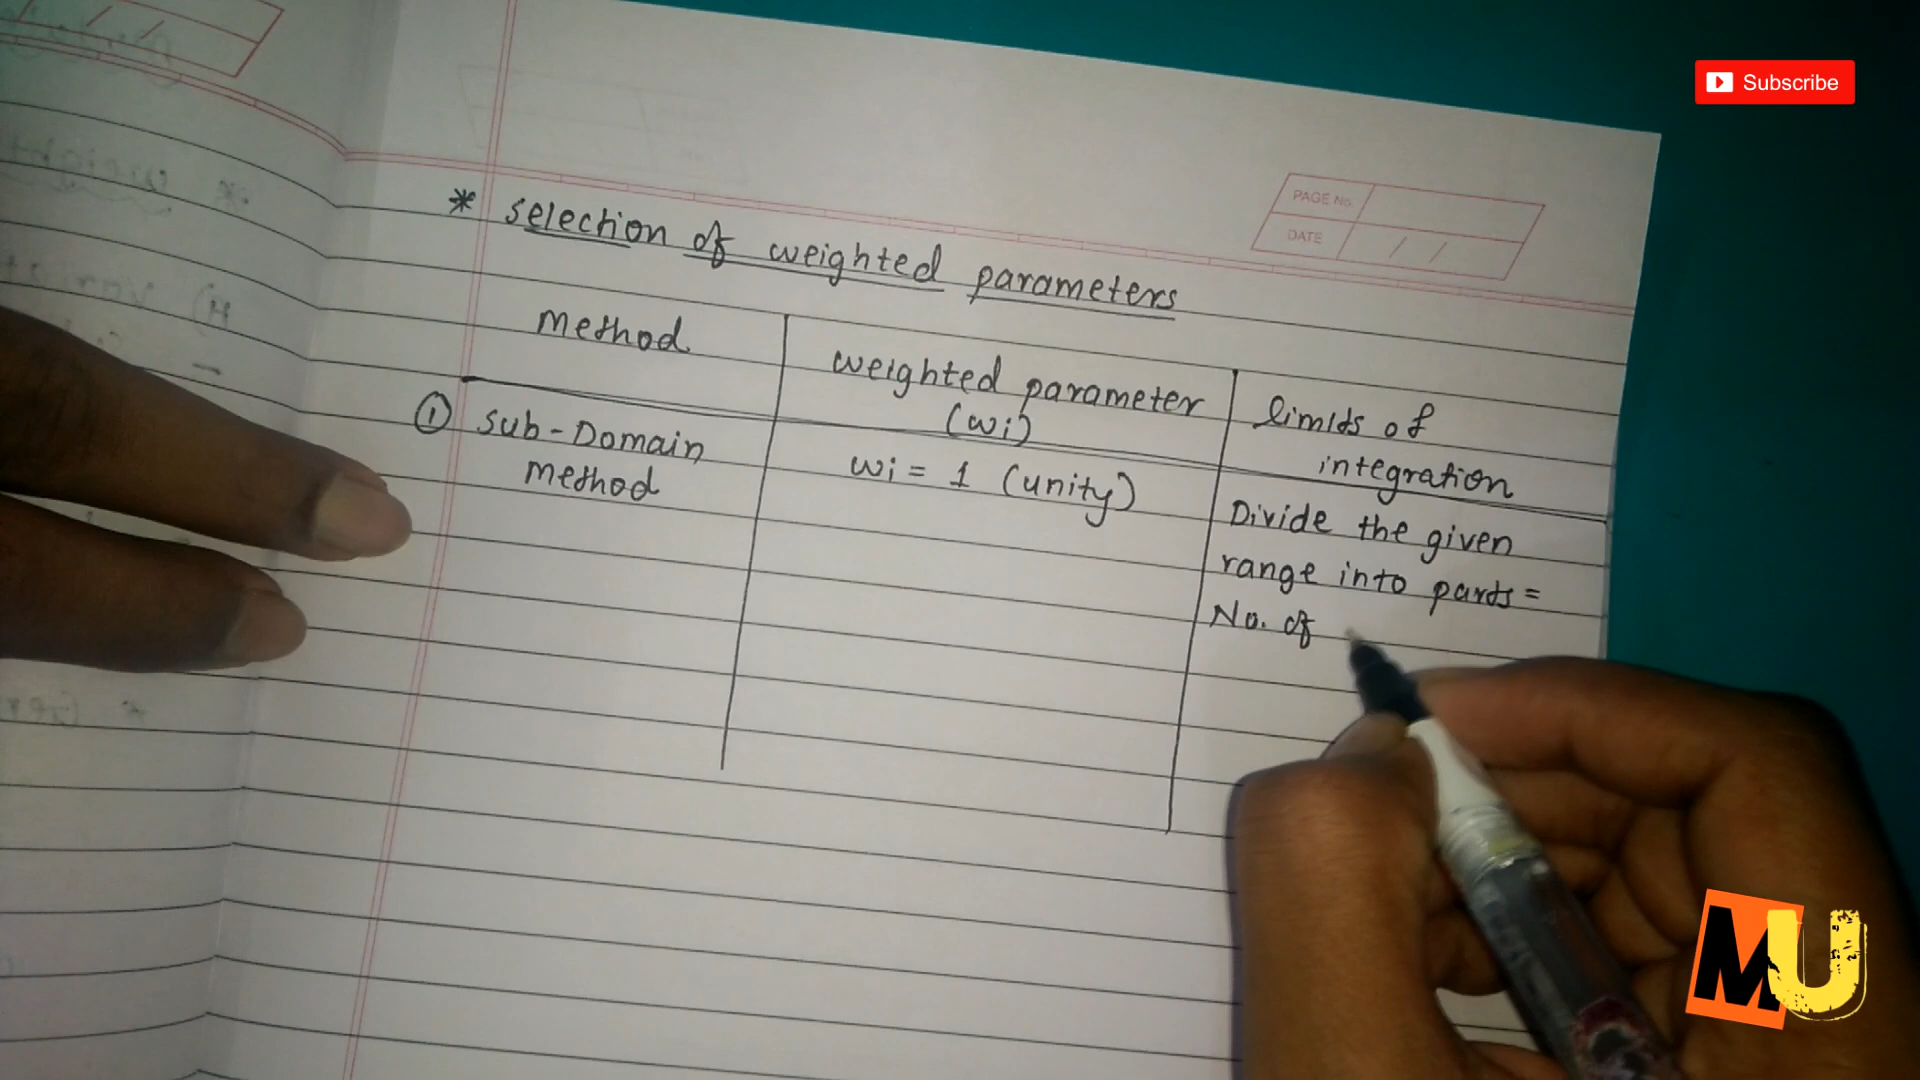 Subscribe
PAGE No.
DATE / /
* selection of weighted parameters
Method
weighted parameter
(wi)
limits of
integration
① Sub-Domain
Method
wi = 1 (unity)
Divide the given
range into parts =
No. of
MU